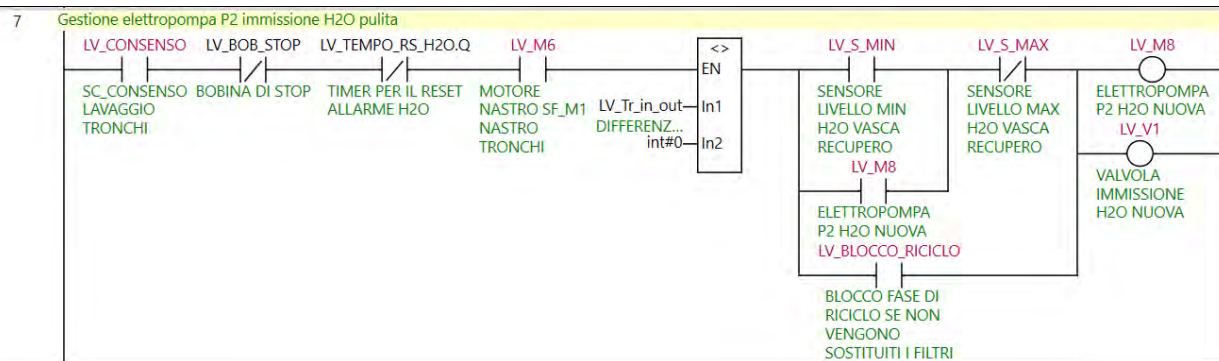 7 Gestione elettropompa P2 immissione H2O pulita
LV_CONSENSO LV_BOB_STOP LV_TEMPO_RS_H2O.Q LV_M6 <> LV_S_MIN LV_S_MAX LV_M8
EN
SC_CONSENSO BOBINA DI STOP TIMER PER IL RESET MOTORE SENSORE SENSORE ELETTROPOMPA
LAVAGGIO ALLARME H2O NASTRO SF_M1 LV_Tr_in_out In1 LIVELLO MIN LIVELLO MAX P2 H2O NUOVA
TRONCHI NASTRO DIFFERENZ... H2O VASCA H2O VASCA LV_V1
TRONCHI int#0 In2 RECUPERO RECUPERO
LV_M8 VALVOLA
IMMISSIONE
ELETTROPOMPA H2O NUOVA
P2 H2O NUOVA
LV_BLOCCO_RICICLO
BLOCCO FASE DI
RICICLO SE NON
VENGONO
SOSTITUITI I FILTRI